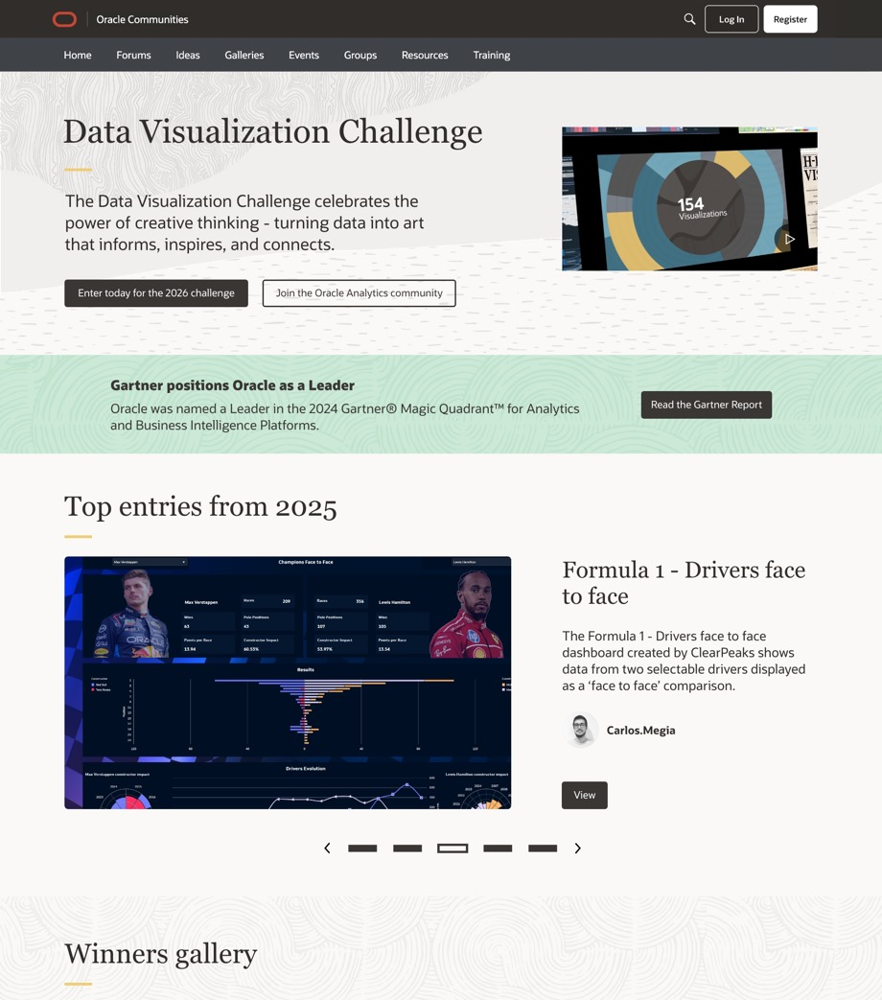 Oracle Communities
Log In
Register
Home
Forums
Ideas
Galleries
Events
Groups
Resources
Training
Data Visualization Challenge
The Data Visualization Challenge celebrates the
power of creative thinking - turning data into art
that informs, inspires, and connects.
Enter today for the 2026 challenge
Join the Oracle Analytics community
154
Visualizations
Gartner positions Oracle as a Leader
Oracle was named a Leader in the 2024 Gartner® Magic Quadrant™ for Analytics
and Business Intelligence Platforms.
Read the Gartner Report
Top entries from 2025
Max Verstappen
Champions Face to Face
Lewis Hamilton
Max Verstappen
Races 209
Wins
63
Pole Positions
43
Points per Race
13.94
Constructor Impact
60.53%
Races 356
Lewis Hamilton
Pole Positions
107
Wins
105
Constructor Impact
53.97%
Points per Race
13.54
ORACLE
Results
Drivers Evolution
Max Verstappen constructor impact
Lewis Hamilton constructor impact
Formula 1 - Drivers face
to face
The Formula 1 - Drivers face to face
dashboard created by ClearPeaks shows
data from two selectable drivers displayed
as a ‘face to face’ comparison.
Carlos.Megia
View
Winners gallery